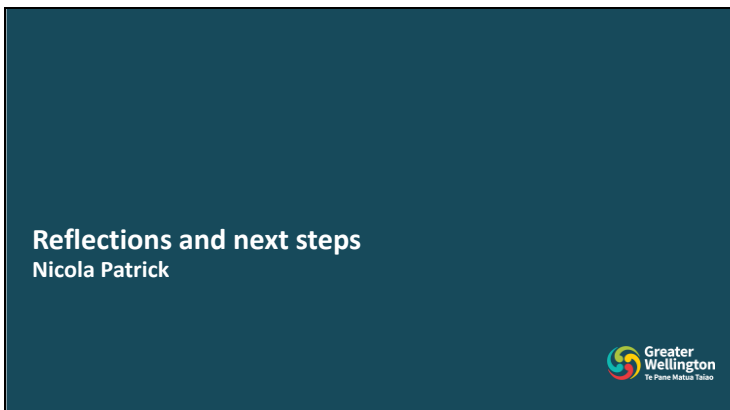 Reflections and next steps
Nicola Patrick
Greater
Wellington
Te Pane Matua Taiao